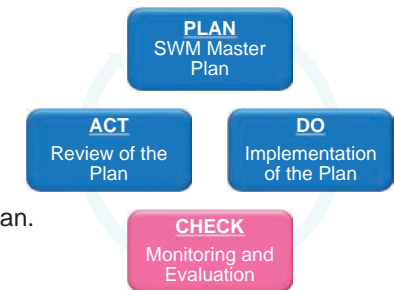 PLAN
SWM Master
Plan
ACT
Review of the
Plan
DO
Implementation
of the Plan
an.
CHECK
Monitoring and
Evaluation